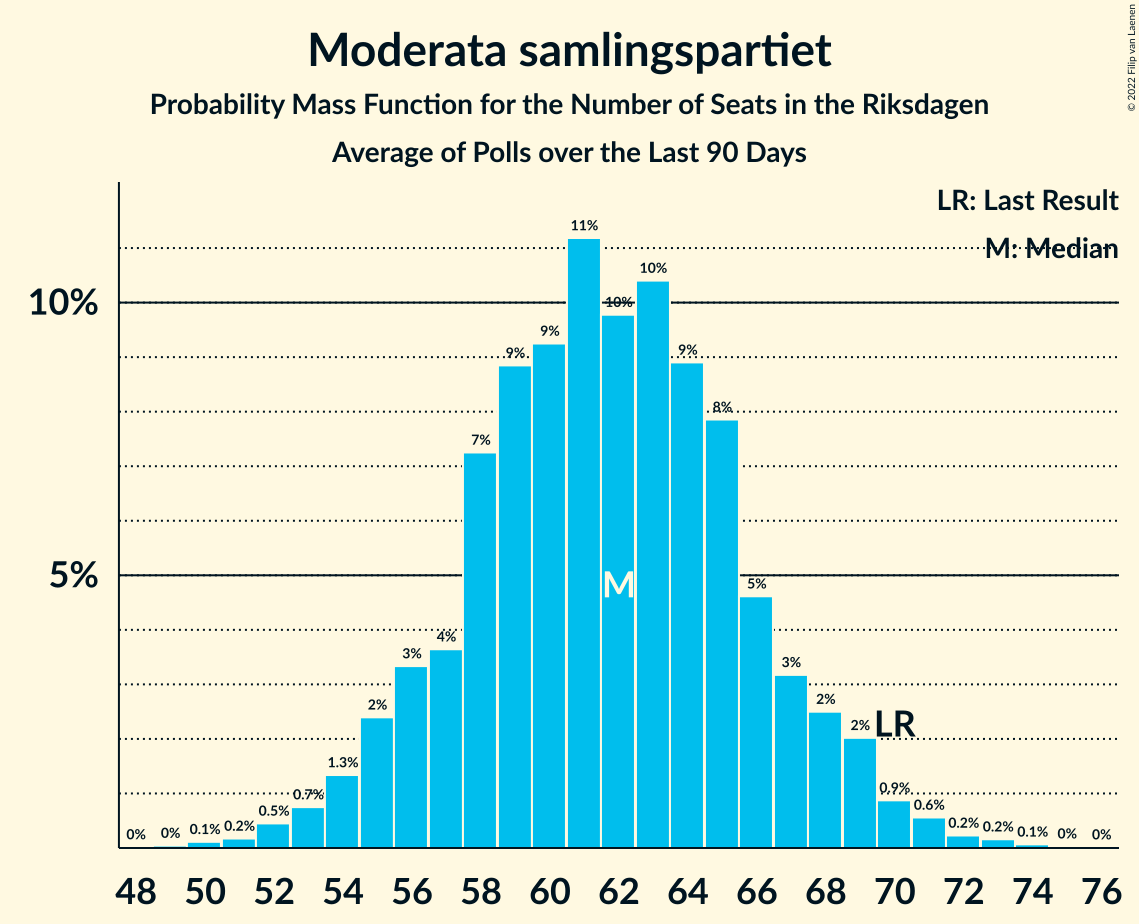 Moderata samlingspartiet
Probability Mass Function for the Number of Seats in the Riksdagen
Average of Polls over the Last 90 Days
© 2022 Filip van Laenen
LR: Last Result
M: Median
10%
5%
0% 0% 0.1% 0.2% 0.5% 0.7% 1.3% 2% 3% 4% 7% 9% 9% 11% 10% 10% 9% 8% 5% 3% 2% 2% 0.9% 0.6% 0.2% 0.2% 0.1% 0% 0%
M
LR
48 50 52 54 56 58 60 62 64 66 68 70 72 74 76